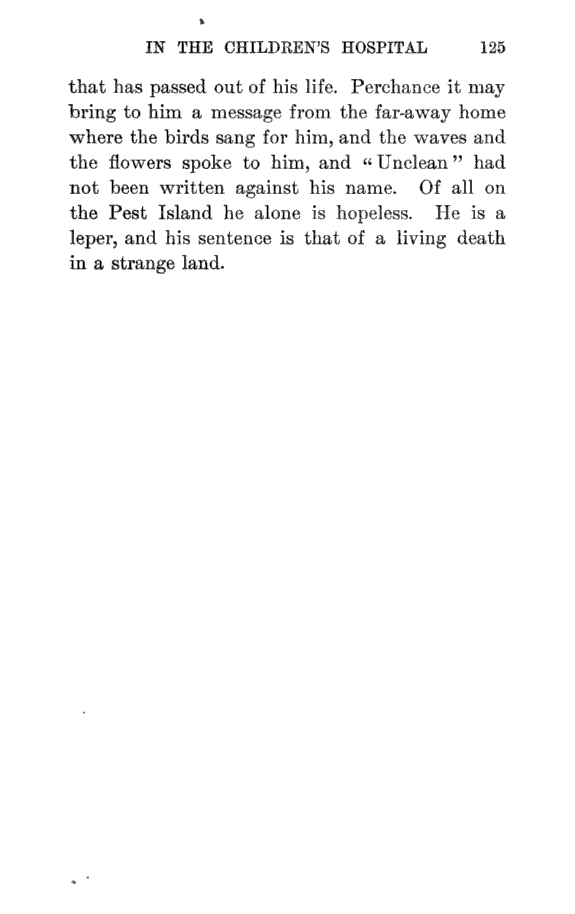 IN THE CHILDREN'S HOSPITAL 125
that has passed out of his life. Perchance it may
bring to him a message from the far-away home
where the birds sang for him, and the waves and
the flowers spoke to him, and “Unclean” had
not been written against his name. Of all on
the Pest Island he alone is hopeless. He is a
leper, and his sentence is that of a living death
in a strange land.